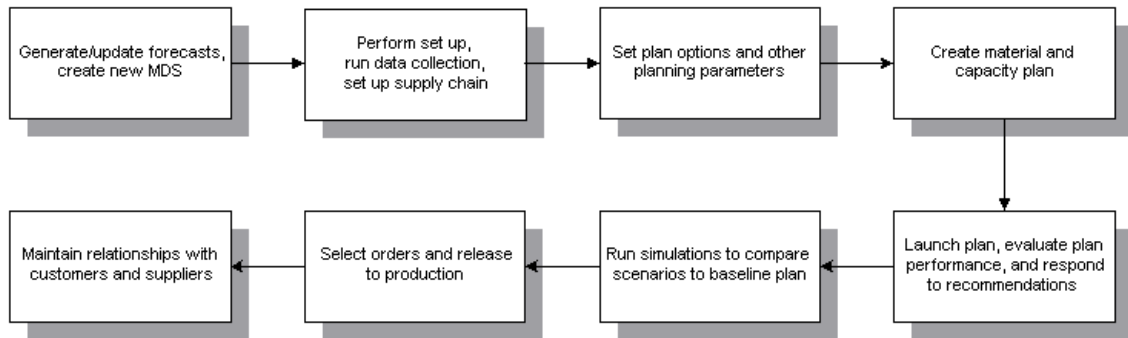 Generate/update forecasts,
create new MDS
Perform set up,
run data collection,
set up supply chain
Set plan options and other
planning parameters
Create material and
capacity plan
Launch plan, evaluate plan
performance, and respond
to recommendations
Run simulations to compare
scenarios to baseline plan
Select orders and release
to production
Maintain relationships with
customers and suppliers